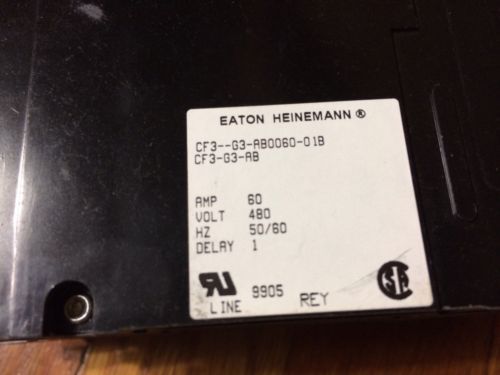 EATON HEINEMANN®
CF3--G3-AB0060-01B
CF3-G3-AB
AMP 60
VOLT 480
HZ 50/60
DELAY 1
LINE 9905 REY